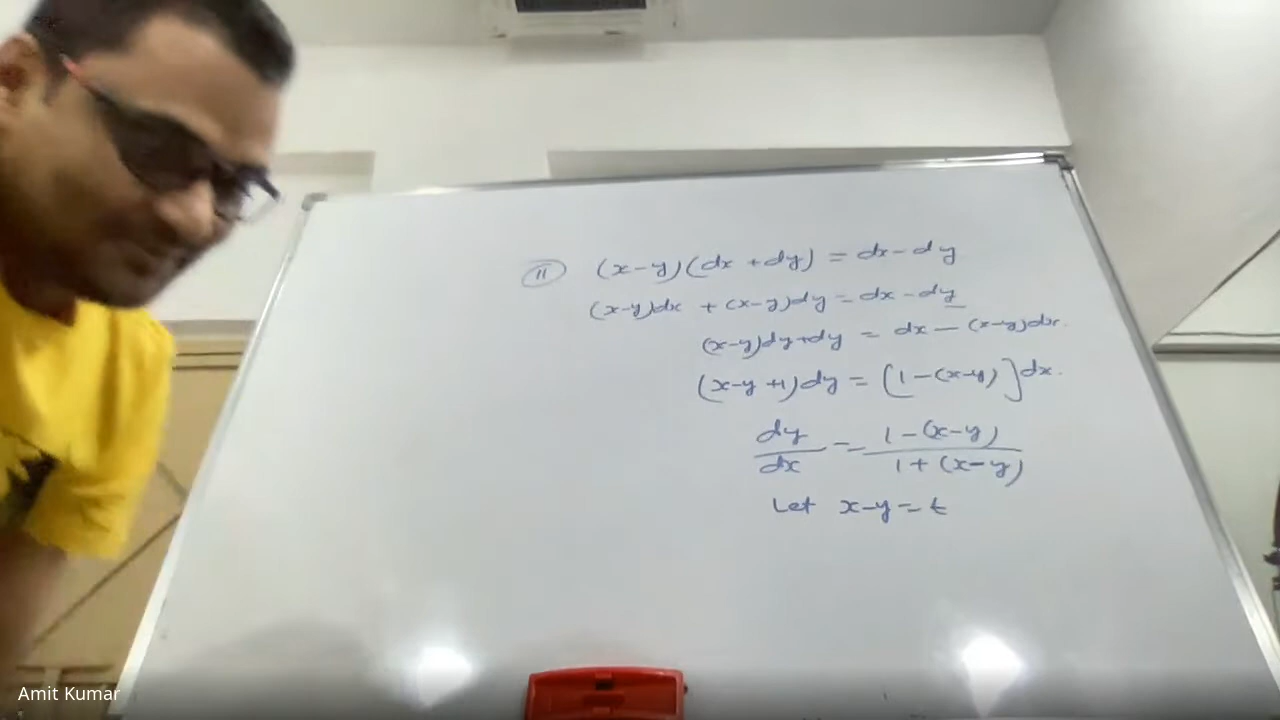 (11) (x-y)(dx+dy) = dx-dy
(x-y)dx + (x-y)dy = dx-dy
(x-y)dy+dy = dx - (x-y)dx.
(x-y+1)dy = [1-(x-y)]dx.
dy/dx = 1-(x-y)/1+(x-y)
Let x-y=t
Amit Kumar